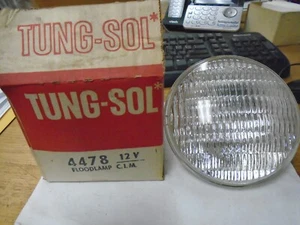 TUNG-SOL*
TUNG-SOL*
4478 12 V
FLOODLAMP C.L.M.